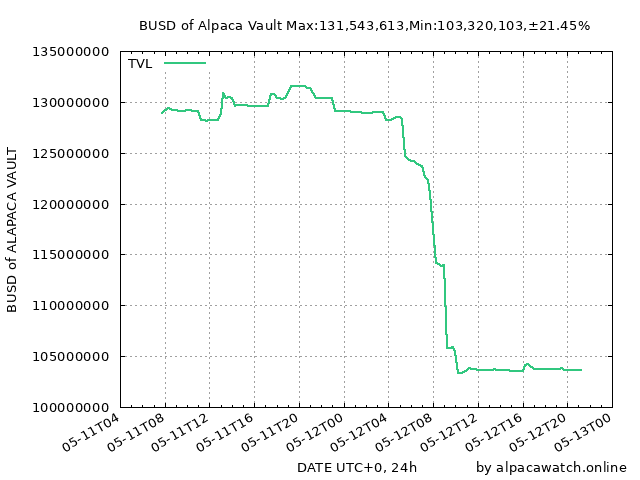 BUSD of Alpaca Vault Max:131,543,613,Min:103,320,103,±21.45%
TVL
BUSD of ALAPACA VAULT
135000000
130000000
125000000
120000000
115000000
110000000
105000000
100000000
05-11T04
05-11T08
05-11T12
05-11T16
05-11T20
05-12T00
05-12T04
05-12T08
05-12T12
05-12T16
05-12T20
05-13T00
DATE UTC+0, 24h
by alpacawatch.online